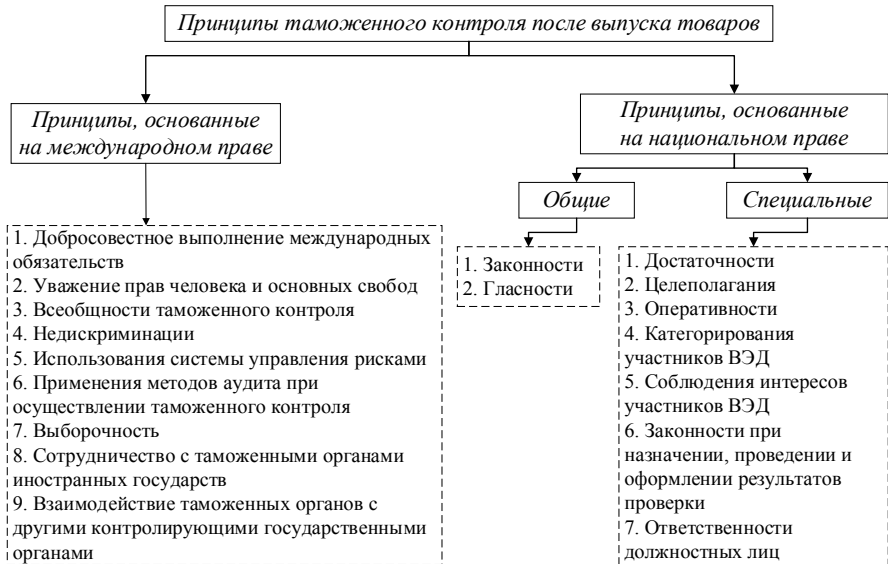 Принципы таможенного контроля после выпуска товаров
Принципы, основанные
на международном праве
Принципы, основанные
на национальном праве
Общие
Специальные
1. Добросовестное выполнение международных
обязательств
2. Уважение прав человека и основных свобод
3. Всеобщности таможенного контроля
4. Недискриминации
5. Использования системы управления рисками
6. Применения методов аудита при
осуществлении таможенного контроля
7. Выборочность
8. Сотрудничество с таможенными органами
иностранных государств
9. Взаимодействие таможенных органов с
другими контролирующими государственными
органами
1. Законности
2. Гласности
1. Достаточности
2. Целеполагания
3. Оперативности
4. Категорирования
участников ВЭД
5. Соблюдения интересов
участников ВЭД
6. Законности при
назначении, проведении и
оформлении результатов
проверки
7. Ответственности
должностных лиц